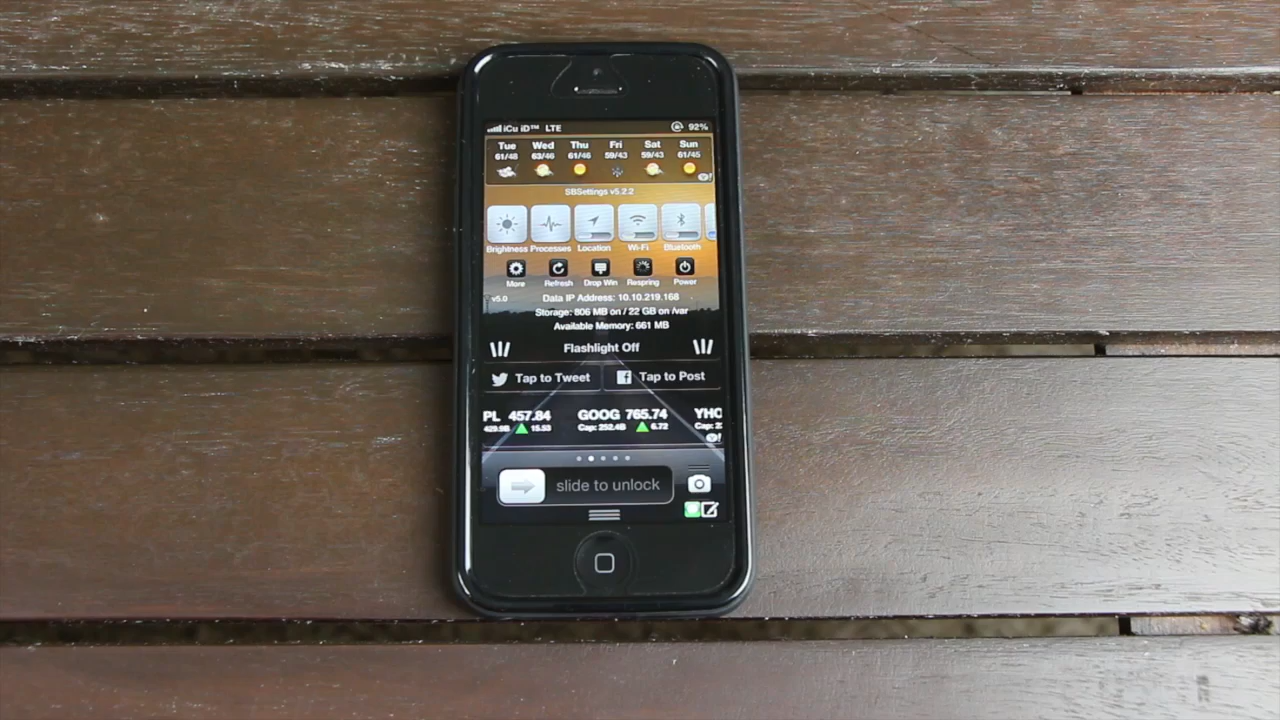 iCu iD™ LTE 92%
Tue Wed Thu Fri Sat Sun
61/48 63/46 61/46 59/43 59/43 61/45
SBSettings v5.2.2
Brightness Processes Location Wi-Fi Bluetooth
More Refresh Drop Win Respring Power
v5.0 Data IP Address: 10.10.219.168
Storage: 806 MB on / 22 GB on /var
Available Memory: 661 MB
Flashlight Off
Tap to Tweet f Tap to Post
PL 457.84 GOOG 765.74 YHO
429.9B 15.53 Cap: 252.4B 6.72 Cap: 2
slide to unlock